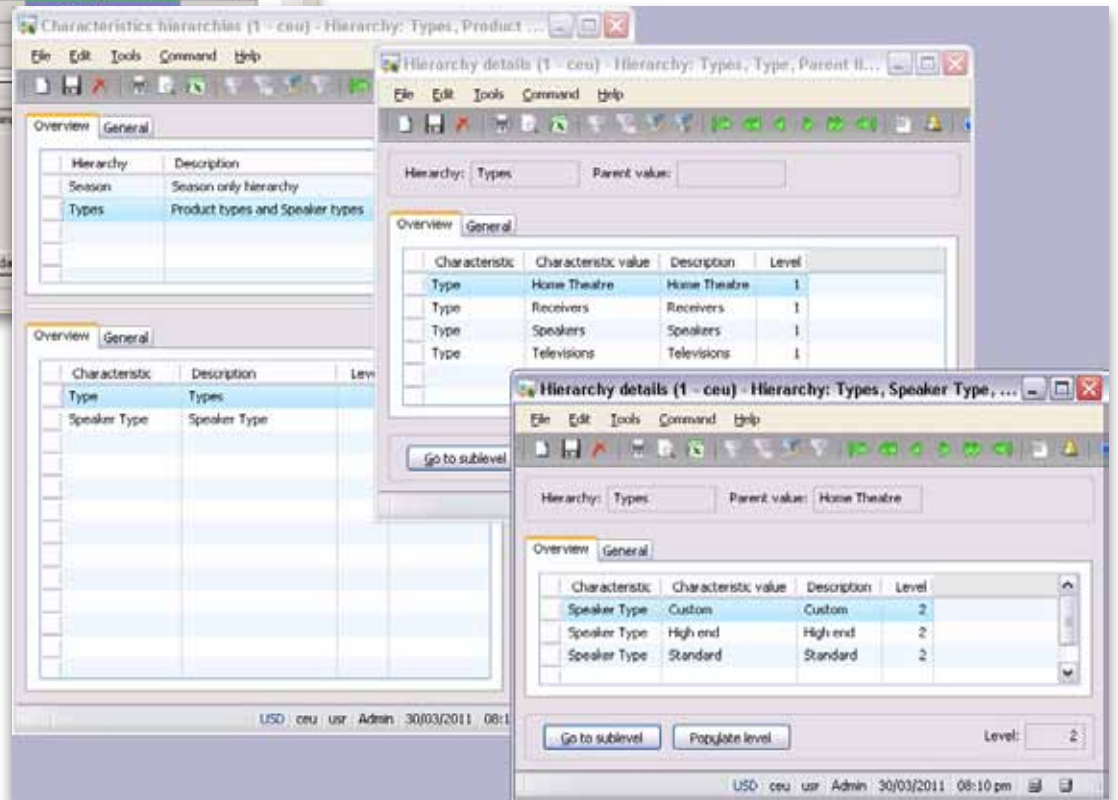 Characteristics hierarchies (1 - ceu) - Hierarchy: Types, Product ...
File Edit Tools Command Help
Overview General
Hierarchy Description
Season Season only hierarchy
Types Product types and Speaker types
Overview General
Characteristic Description
Type Types
Speaker Type Speaker Type
USD ceu usr Admin 30/03/2011
Hierarchy details (1 - ceu) - Hierarchy: Types, Type, Parent ...
File Edit Tools Command Help
Hierarchy: Types Parent value:
Overview General
Characteristic Characteristic value Description Level
Type Home Theatre Home Theatre 1
Type Receivers Receivers 1
Type Speakers Speakers 1
Type Televisions Televisions 1
Go to sublevel
Hierarchy details (1 - ceu) - Hierarchy: Types, Speaker Type, ...
File Edit Tools Command Help
Hierarchy: Types Parent value: Home Theatre
Overview General
Characteristic Characteristic value Description Level
Speaker Type Custom Custom 2
Speaker Type High end High end 2
Speaker Type Standard Standard 2
Go to sublevel Populate level Level: 2
USD ceu usr Admin 30/03/2011 08:10 pm